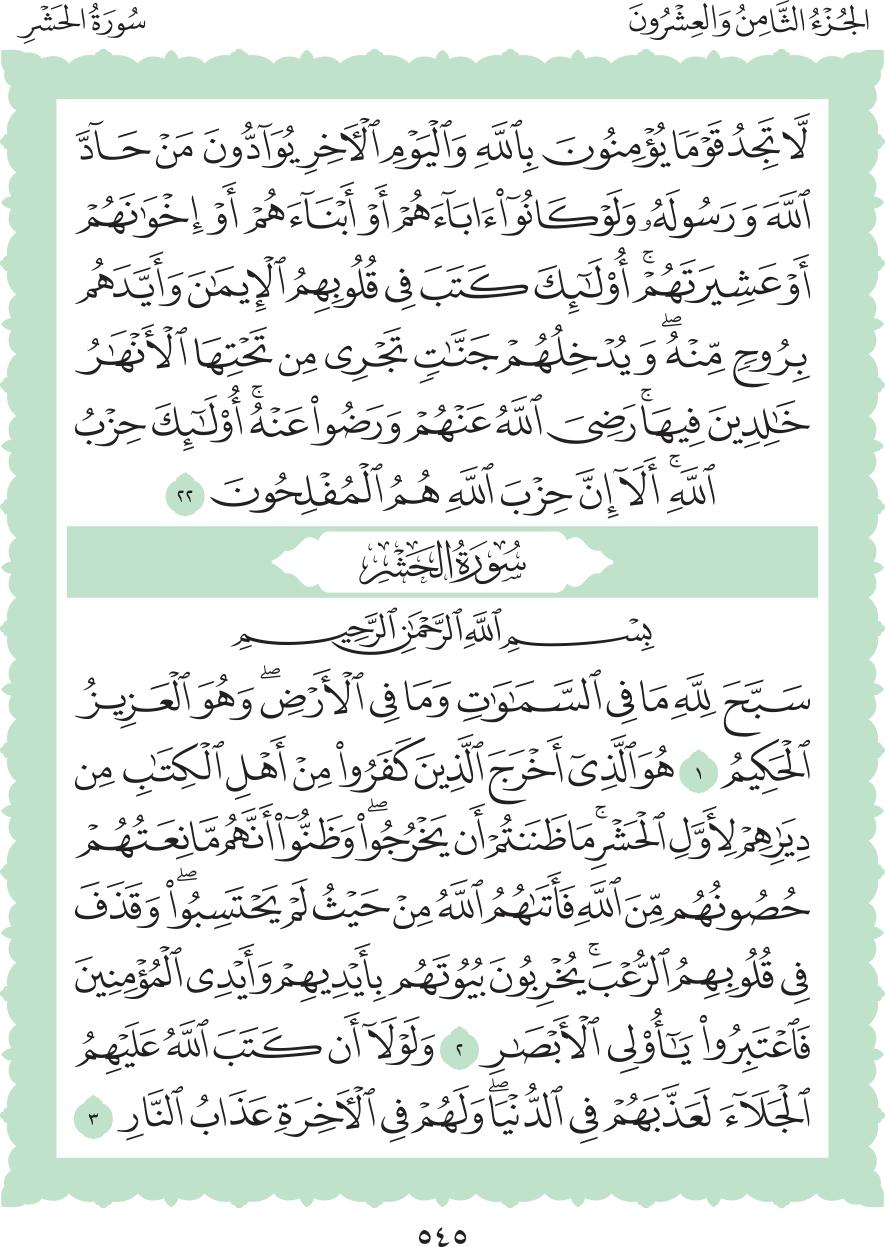 الجُزْءُ الثَّامِنُ وَالعِشْرُونَ
سُورَةُ الحَشْرِ
لَّا تَجِدُ قَوْمًا يُؤْمِنُونَ بِٱللَّهِ وَٱلْيَوْمِ ٱلْأَخِرِ يُوَآدُّونَ مَنْ حَآدَّ
ٱللَّهَ وَرَسُولَهُۥ وَلَوْ كَانُوٓا۟ ءَابَآءَهُمْ أَوْ أَبْنَآءَهُمْ أَوْ إِخْوَٰنَهُمْ
أَوْ عَشِيرَتَهُمْ ۚ أُو۟لَٰٓئِكَ كَتَبَ فِى قُلُوبِهِمُ ٱلْإِيمَٰنَ وَأَيَّدَهُم
بِرُوحٍ مِّنْهُ ۖ وَيُدْخِلُهُمْ جَنَّٰتٍ تَجْرِى مِن تَحْتِهَا ٱلْأَنْهَٰرُ
خَٰلِدِينَ فِيهَا ۚ رَضِىَ ٱللَّهُ عَنْهُمْ وَرَضُوا۟ عَنْهُ ۚ أُو۟لَٰٓئِكَ حِزْبُ
ٱللَّهِ ۚ أَلَآ إِنَّ حِزْبَ ٱللَّهِ هُمُ ٱلْمُفْلِحُونَ ٢٢
سُورَةُ الحَشْرِ
بِسْمِ ٱللَّهِ ٱلرَّحْمَٰنِ ٱلرَّحِيمِ
سَبَّحَ لِلَّهِ مَا فِى ٱلسَّمَٰوَٰتِ وَمَا فِى ٱلْأَرْضِ ۖ وَهُوَ ٱلْعَزِيزُ
ٱلْحَكِيمُ ١ هُوَ ٱلَّذِىٓ أَخْرَجَ ٱلَّذِينَ كَفَرُوا۟ مِنْ أَهْلِ ٱلْكِتَٰبِ مِن
دِيَٰرِهِمْ لِأَوَّلِ ٱلْحَشْرِ ۚ مَا ظَنَنتُمْ أَن يَخْرُجُوا۟ ۖ وَظَنُّوٓا۟ أَنَّهُم مَّانِعَتُهُمْ
حُصُونُهُم مِّنَ ٱللَّهِ فَأَتَىٰهُمُ ٱللَّهُ مِنْ حَيْثُ لَمْ يَحْتَسِبُوا۟ ۖ وَقَذَفَ
فِى قُلُوبِهِمُ ٱلرُّعْبَ ۚ يُخْرِبُونَ بُيُوتَهُم بِأَيْدِيهِمْ وَأَيْدِى ٱلْمُؤْمِنِينَ
فَٱعْتَبِرُوا۟ يَٰٓأُو۟لِى ٱلْأَبْصَٰرِ ٢ وَلَوْلَآ أَن كَتَبَ ٱللَّهُ عَلَيْهِمُ
ٱلْجَلَآءَ لَعَذَّبَهُمْ فِى ٱلدُّنْيَا ۖ وَلَهُمْ فِى ٱلْأَخِرَةِ عَذَابُ ٱلنَّارِ ٣
٥٤٥